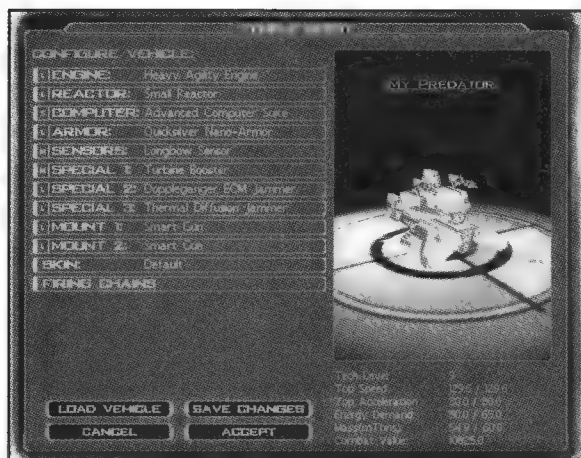 CONFIGURE VEHICLE:
ENGINE: Heavy Agility Engine
REACTOR: Small Reactor
COMPUTER: Advanced Computer Suite
ARMOR: Quicksilver Nano-Armor
SENSORS: Longbow Sensor
SPECIAL 1: Turbine Booster
SPECIAL 2: Doppleganger ECM Jammer
SPECIAL 3: Thermal Diffusion Jammer
MOUNT 1: Smart Gun
MOUNT 2: Smart Gun
SKIN: Default
FIRING CHAINS
LOAD VEHICLE
SAVE CHANGES
CANCEL
ACCEPT
MY PREDATOR
Tech Level
Top Speed
Top Acceleration
Energy Demand
Mass(mTons)
Combat Value